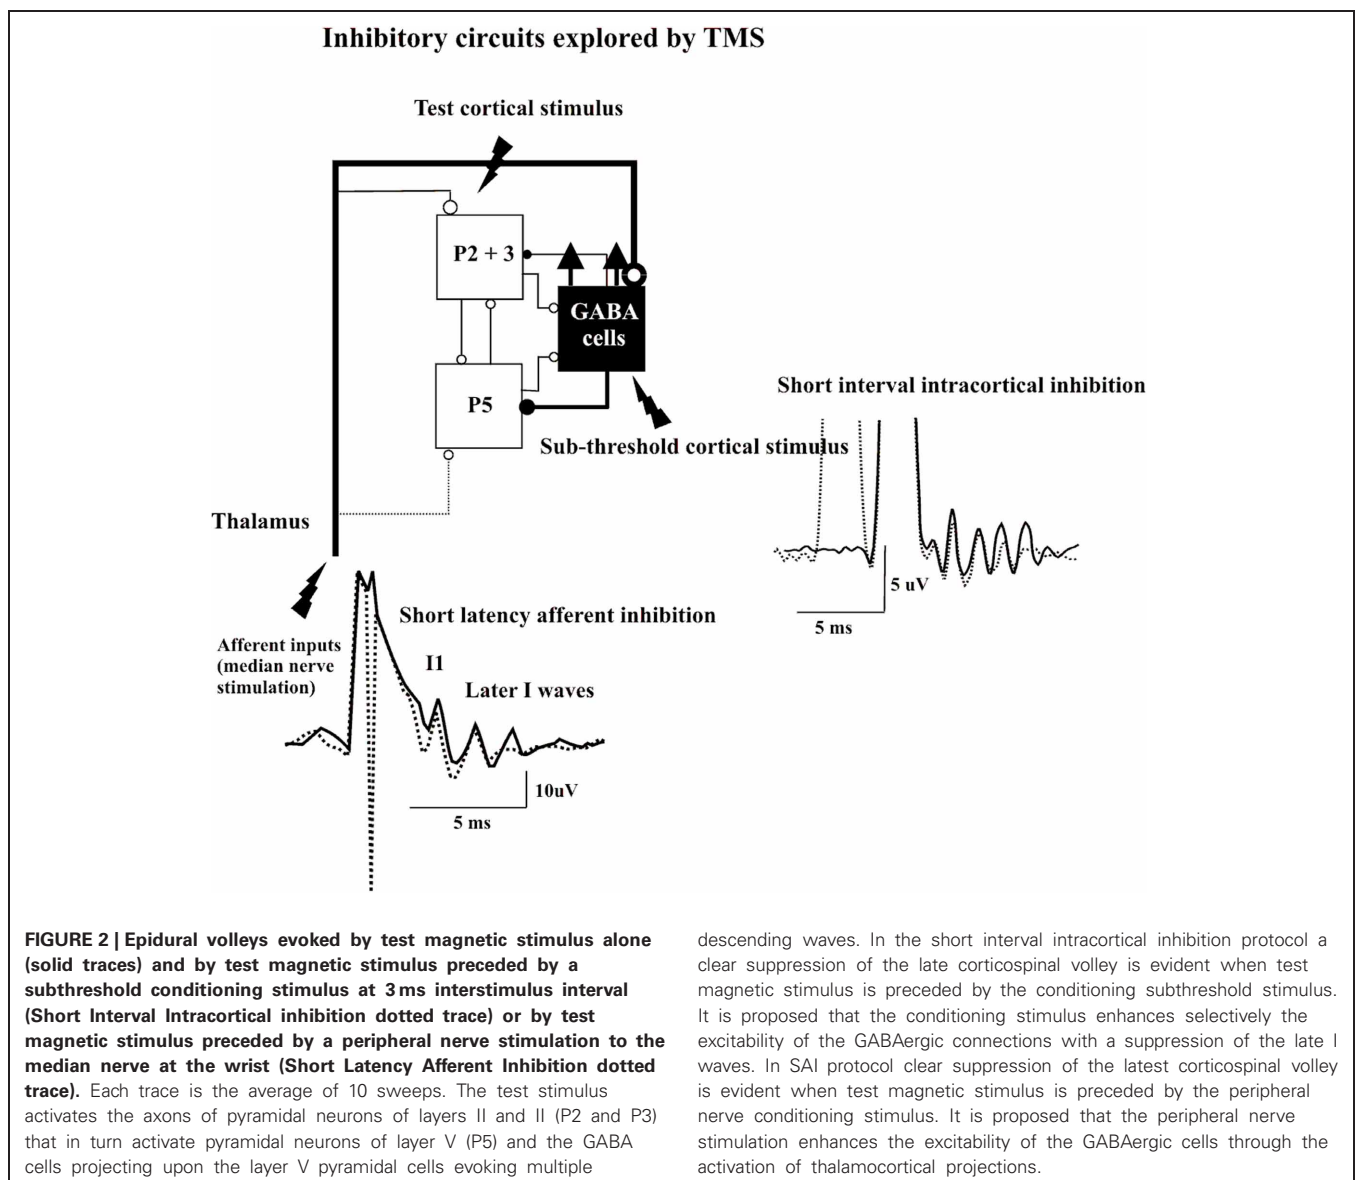 Inhibitory circuits explored by TMS
Test cortical stimulus
P2 + 3
GABA
cells
P5
Short interval intracortical inhibition
Sub-threshold cortical stimulus
Thalamus
5 uV
5 ms
Short latency afferent inhibition
Afferent inputs
(median nerve
stimulation)
I1
Later I waves
10uV
5 ms
FIGURE 2 | Epidural volleys evoked by test magnetic stimulus alone
(solid traces) and by test magnetic stimulus preceded by a
subthreshold conditioning stimulus at 3 ms interstimulus interval
(Short Interval Intracortical inhibition dotted trace) or by test
magnetic stimulus preceded by a peripheral nerve stimulation to the
median nerve at the wrist (Short Latency Afferent Inhibition dotted
trace). Each trace is the average of 10 sweeps. The test stimulus
activates the axons of pyramidal neurons of layers II and II (P2 and P3)
that in turn activate pyramidal neurons of layer V (P5) and the GABA
cells projecting upon the layer V pyramidal cells evoking multiple
descending waves. In the short interval intracortical inhibition protocol a
clear suppression of the late corticospinal volley is evident when test
magnetic stimulus is preceded by the conditioning subthreshold stimulus.
It is proposed that the conditioning stimulus enhances selectively the
excitability of the GABAergic connections with a suppression of the late I
waves. In SAI protocol clear suppression of the latest corticospinal volley
is evident when test magnetic stimulus is preceded by the peripheral
nerve conditioning stimulus. It is proposed that the peripheral nerve
stimulation enhances the excitability of the GABAergic cells through the
activation of thalamocortical projections.